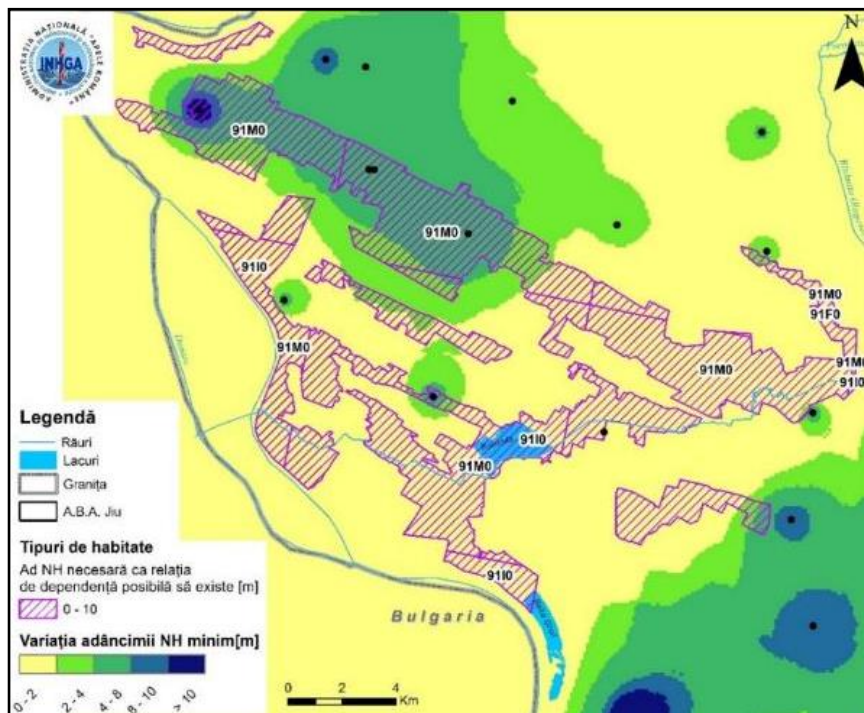 ADMINISTRAȚIA NAȚIONALĂ "APELE ROMÂNE"
INHGA
N
91M0
91M0
91I0
91M0
91F0
91M0
91M0
91M0
91I0
91I0
91M0
91I0
Dunăre
Bulgaria
Legendă
Râuri
Lacuri
Granița
A.B.A. Jiu
Tipuri de habitate
Ad NH necesară ca relația
de dependență posibilă să existe [m]
0 - 10
Variația adâncimii NH minim[m]
0 - 2
2 - 4
4 - 8
8 - 10
> 10
0 2 4
Km